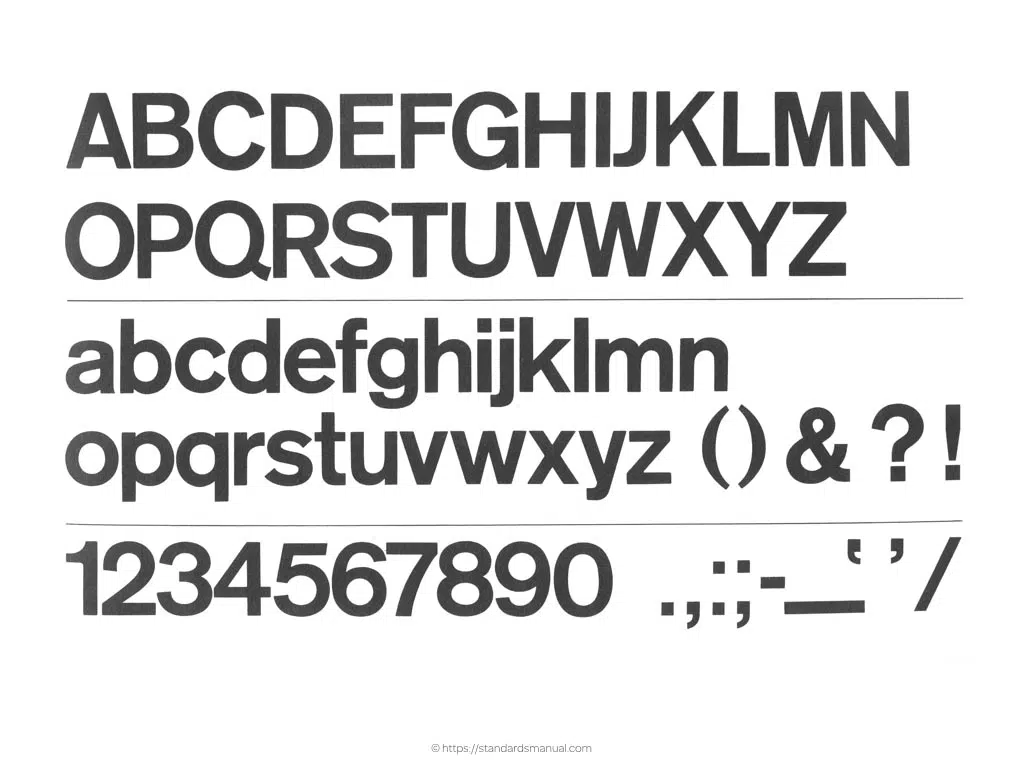 ABCDEFGHIJKLMN
OPQRSTUVWXYZ
abcdefghijklmn
opqrstuvwxyz () & ? !
1234567890 .,:;-_‛ ’ /
© https://standardsmanual.com